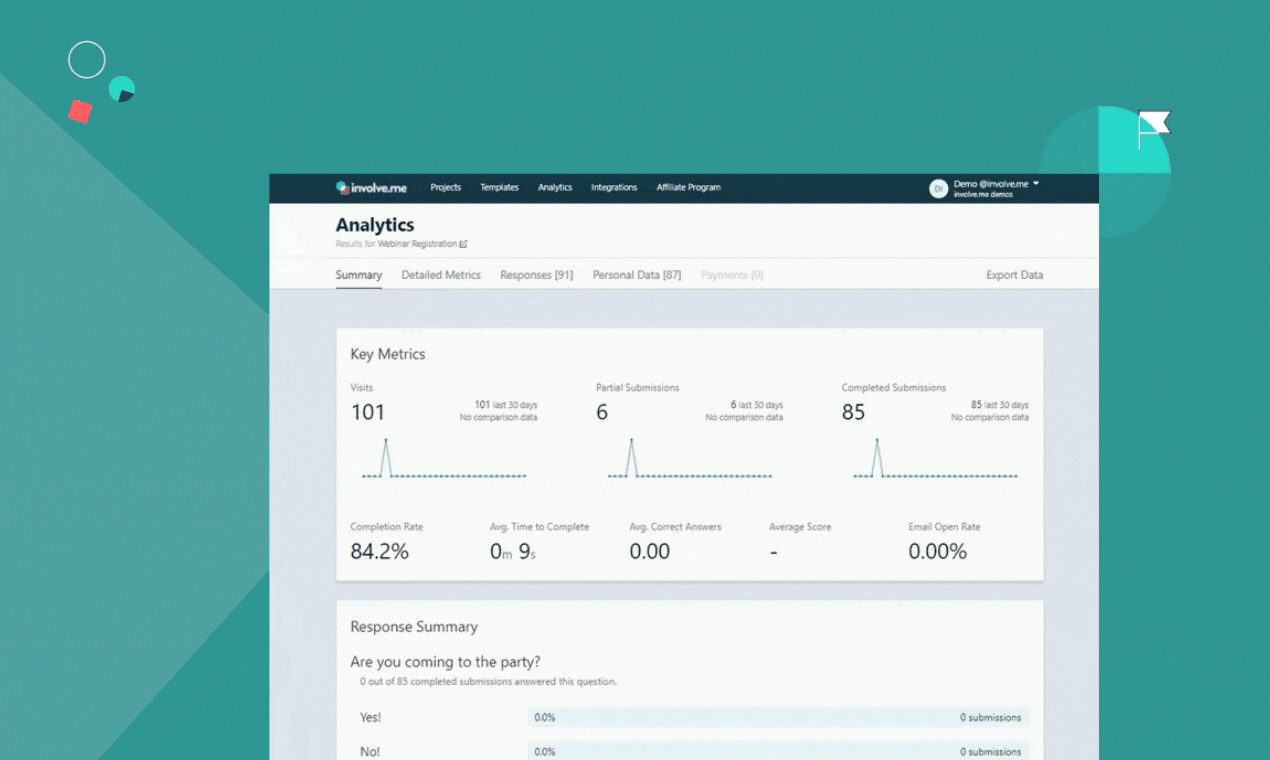 involve.me Projects Templates Analytics Integrations Affiliate Program DI Demo @involve.me
involve.me demos
Analytics
Results for Webinar Registration
Summary Detailed Metrics Responses [91] Personal Data [87] Payments [0] Export Data
Key Metrics
Visits Partial Submissions Completed Submissions
101 101 last 30 days 6 6 last 30 days 85 85 last 30 days
No comparison data No comparison data No comparison data
Completion Rate Avg. Time to Complete Avg. Correct Answers Average Score Email Open Rate
84.2% 0m 9s 0.00 - 0.00%
Response Summary
Are you coming to the party?
0 out of 85 completed submissions answered this question.
Yes! 0.0% 0 submissions
No! 0.0% 0 submissions